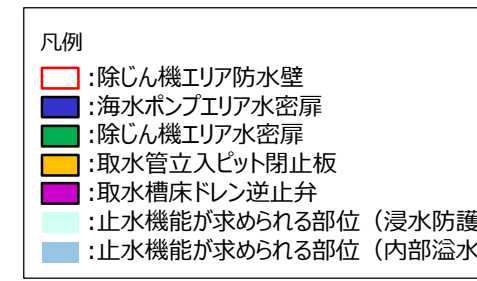 凡例
:除じん機エリア防水壁
:海水ポンプエリア水密扉
:除じん機エリア水密扉
:取水管立入ピット閉止板
:取水槽床ドレン逆止弁
:止水機能が求められる部位（浸水防護
:止水機能が求められる部位（内部溢水